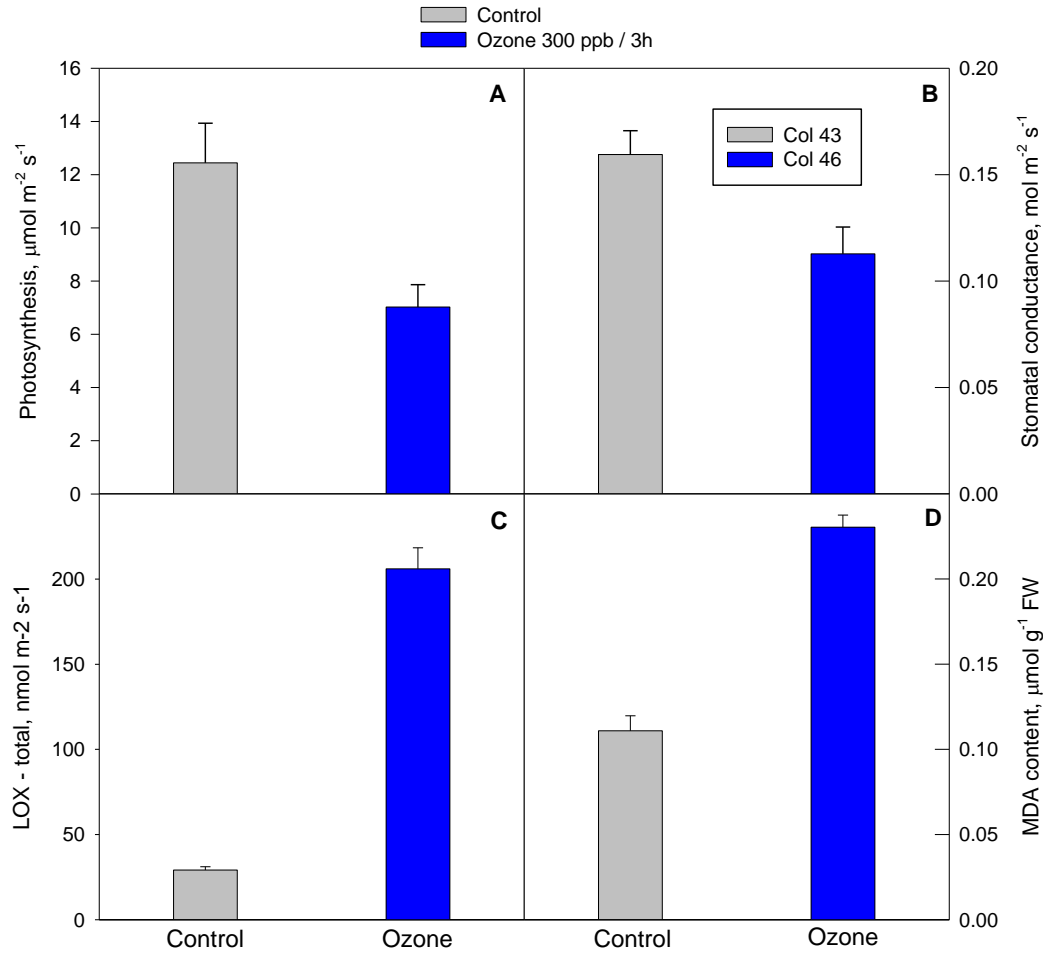 Control
Ozone 300 ppb / 3h
16
14
12
10
8
6
4
2
0
Photosynthesis, μmol m-2 s-1
A
B
Col 43
Col 46
0.20
0.15
0.10
0.05
0.00
Stomatal conductance, mol m-2 s-1
200
150
100
50
0
LOX - total, nmol m-2 s-1
C
D
0.20
0.15
0.10
0.05
0.00
MDA content, μmol g-1 FW
Control
Ozone
Control
Ozone